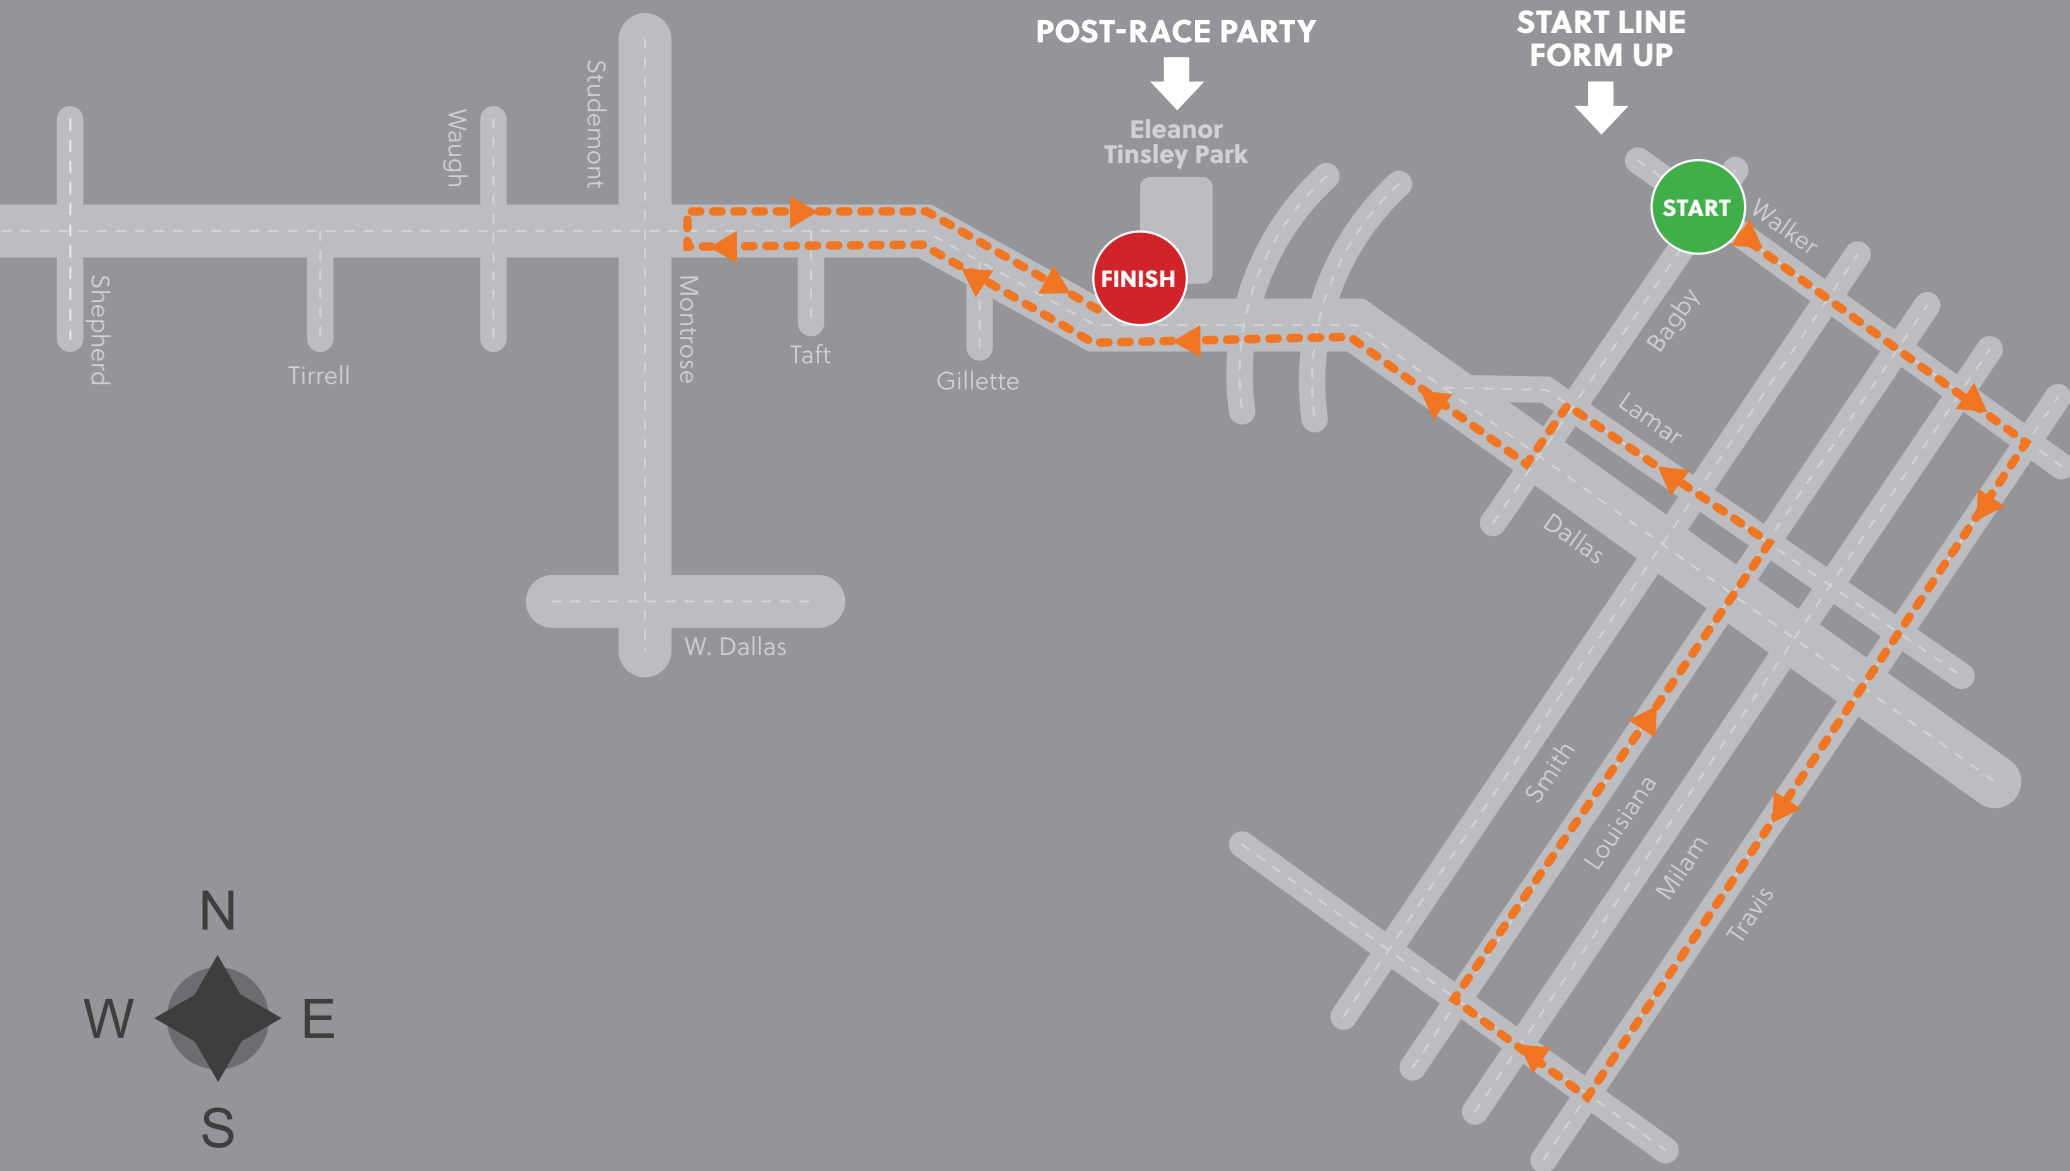 POST-RACE PARTY
START LINE
FORM UP
Eleanor
Tinsley Park
Studemont
Waugh
START
Walker
FINISH
Shepherd
Montrose
Bagby
Tirrell
Taft
Gillette
Lamar
Dallas
W. Dallas
Smith
Louisiana
Milam
Travis
N
W
E
S